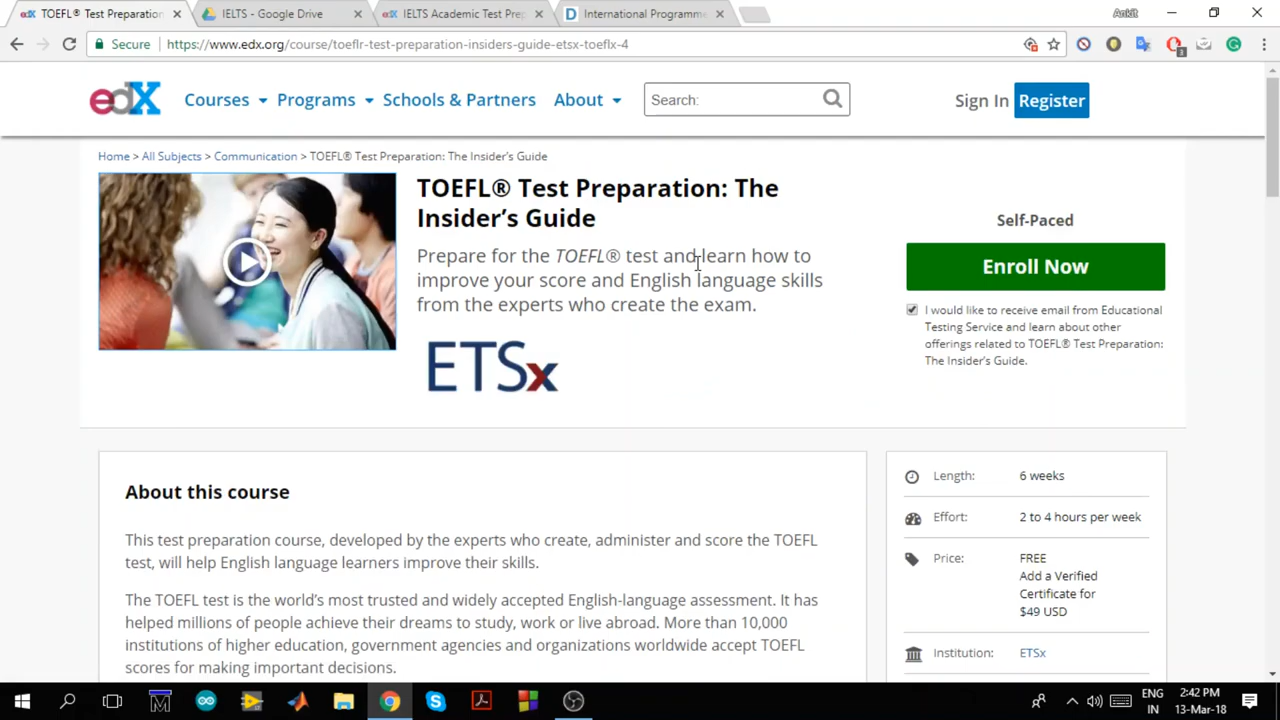 TOEFL® Test Preparation
IELTS - Google Drive
IELTS Academic Test Prep
International Programme
Ankit
Secure
https://www.edx.org/course/toeflr-test-preparation-insiders-guide-etsx-toeflx-4
3
edX
Courses
Programs
Schools & Partners
About
Search:
Sign In
Register
Home > All Subjects > Communication > TOEFL® Test Preparation: The Insider's Guide
TOEFL® Test Preparation: The
Insider's Guide
Prepare for the TOEFL® test and learn how to
improve your score and English language skills
from the experts who create the exam.
ETSx
Self-Paced
Enroll Now
I would like to receive email from Educational
Testing Service and learn about other
offerings related to TOEFL® Test Preparation:
The Insider's Guide.
About this course
This test preparation course, developed by the experts who create, administer and score the TOEFL
test, will help English language learners improve their skills.
The TOEFL test is the world's most trusted and widely accepted English-language assessment. It has
helped millions of people achieve their dreams to study, work or live abroad. More than 10,000
institutions of higher education, government agencies and organizations worldwide accept TOEFL
scores for making important decisions.
Length: 6 weeks
Effort: 2 to 4 hours per week
Price: FREE
Add a Verified
Certificate for
$49 USD
Institution: ETSx
ENG
IN
2:42 PM
13-Mar-18